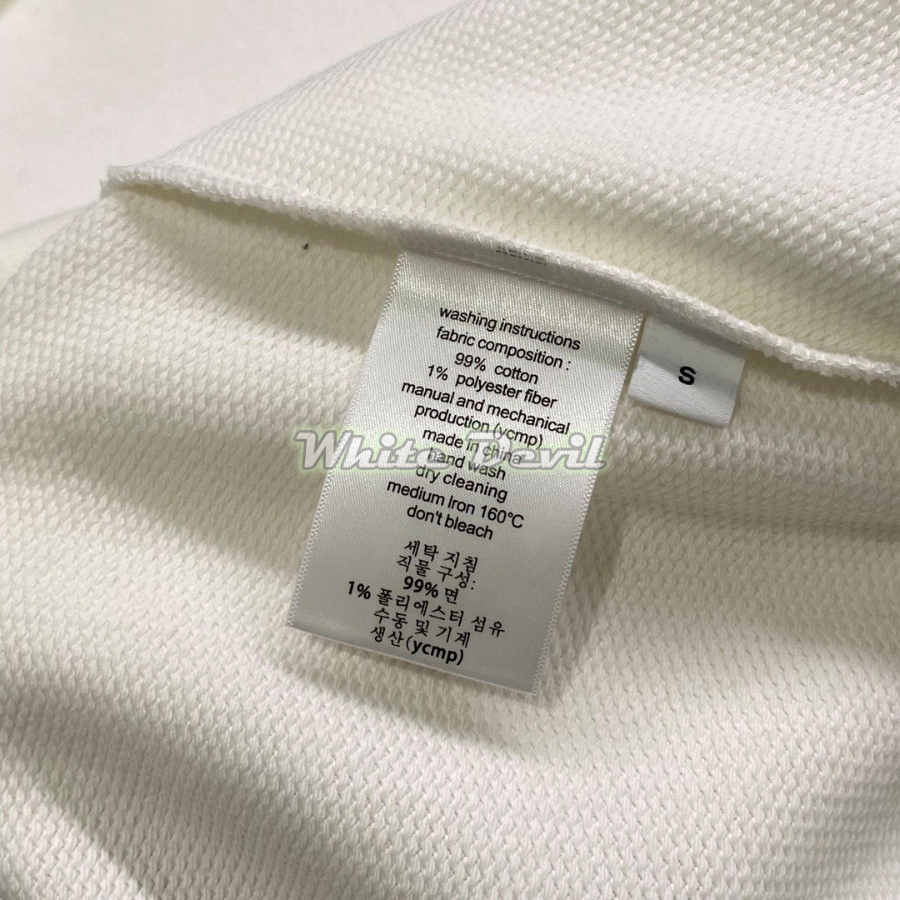 washing instructions
fabric composition :
99% cotton
1% polyester fiber
manual and mechanical
production (ycmp)
made in china
hand wash
dry cleaning
medium Iron 160℃
don't bleach
세탁 지침
직물 구성:
99% 면
1% 폴리에스터 섬유
수동 및 기계
생산(ycmp)
S
White Devil